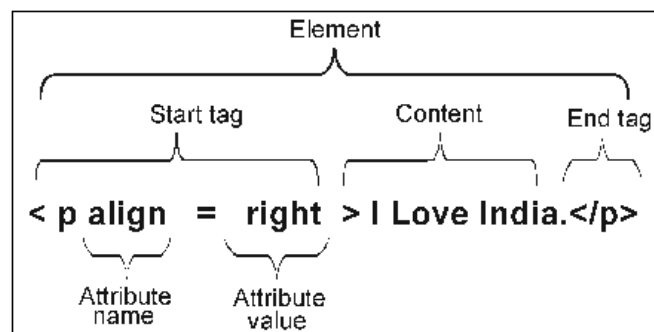 Element
Start tag Content End tag
< p align = right > I Love India.</p>
Attribute name Attribute value